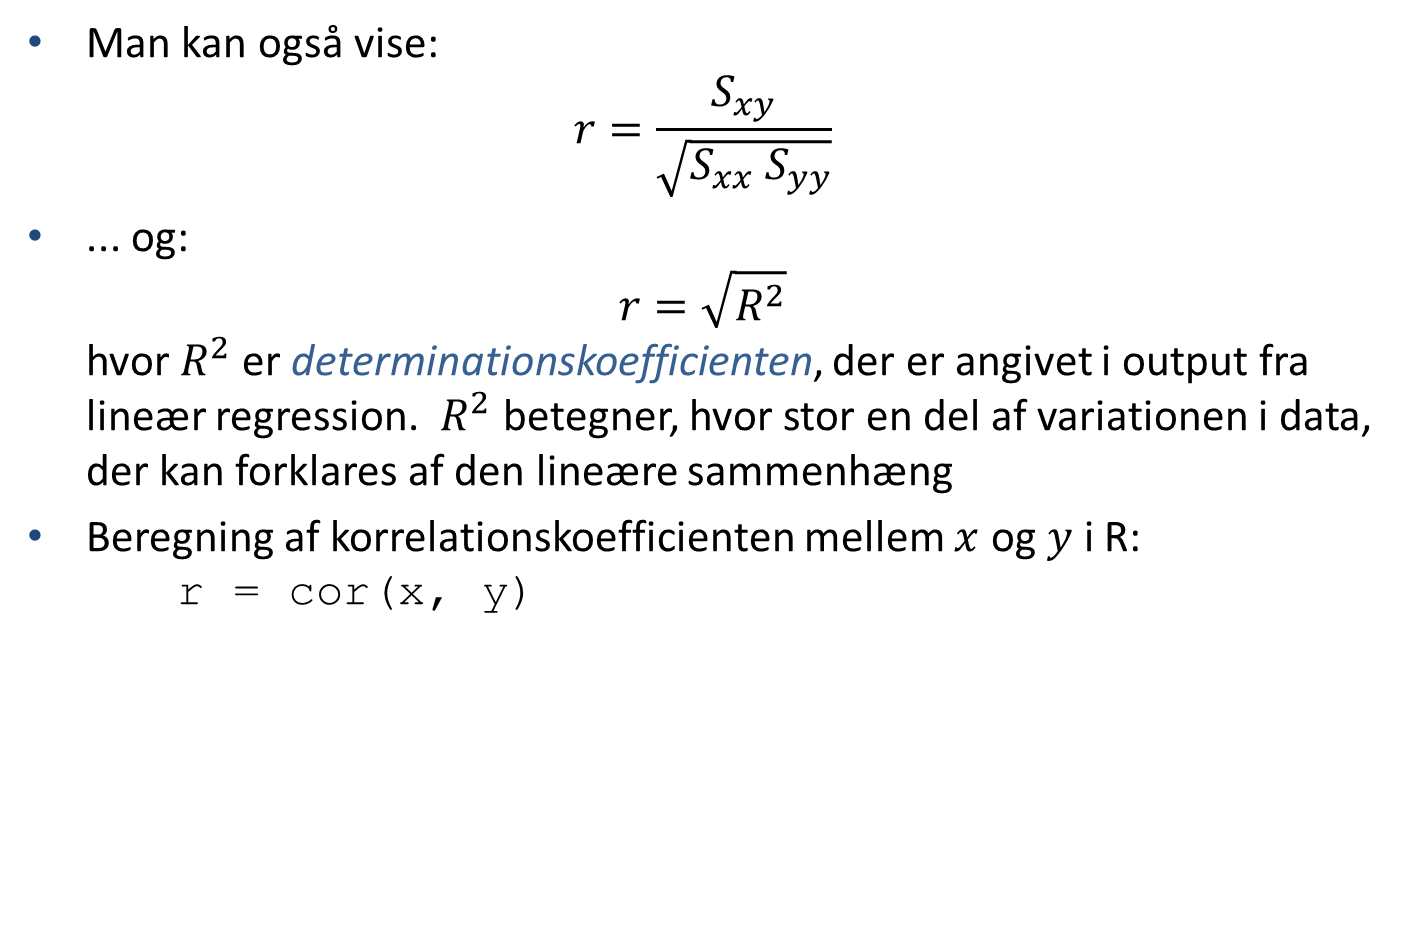 • Man kan også vise:
r = S_xy / √(S_xx S_yy)
• ... og:
r = √R²
hvor R² er determinationskoefficienten, der er angivet i output fra
lineær regression. R² betegner, hvor stor en del af variationen i data,
der kan forklares af den lineære sammenhæng
• Beregning af korrelationskoefficienten mellem x og y i R:
r = cor(x, y)